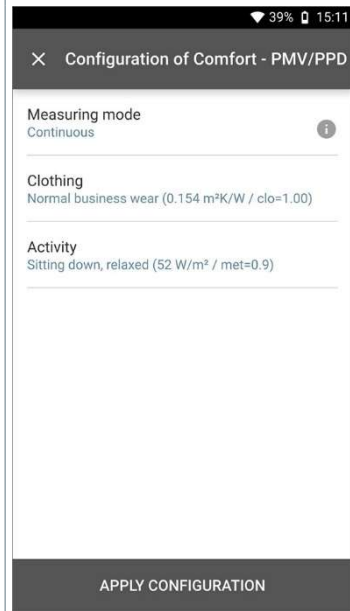 39% 15:11
Configuration of Comfort - PMV/PPD
Measuring mode
Continuous
Clothing
Normal business wear (0.154 m²K/W / clo=1.00)
Activity
Sitting down, relaxed (52 W/m² / met=0.9)
APPLY CONFIGURATION